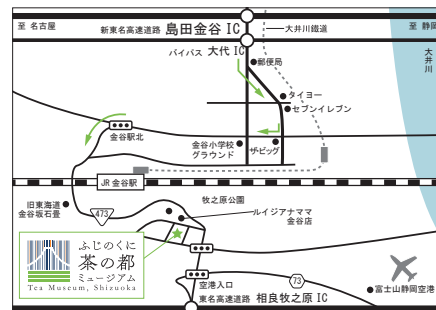 至 名古屋
新東名高速道路 島田金谷 IC
大井川鐵道
至 静岡
バイパス 大代 IC
大井川
郵便局
タイヨー
セブンイレブン
金谷駅北
金谷小学校
グラウンド
ザ・ビッグ
JR 金谷駅
旧東海道
金谷坂石畳
473
牧之原公園
ルイジアナママ
金谷店
ふじのくに
茶の都
ミュージアム
Tea Museum, Shizuoka
空港入口
73
東名高速道路 相良牧之原 IC
富士山静岡空港